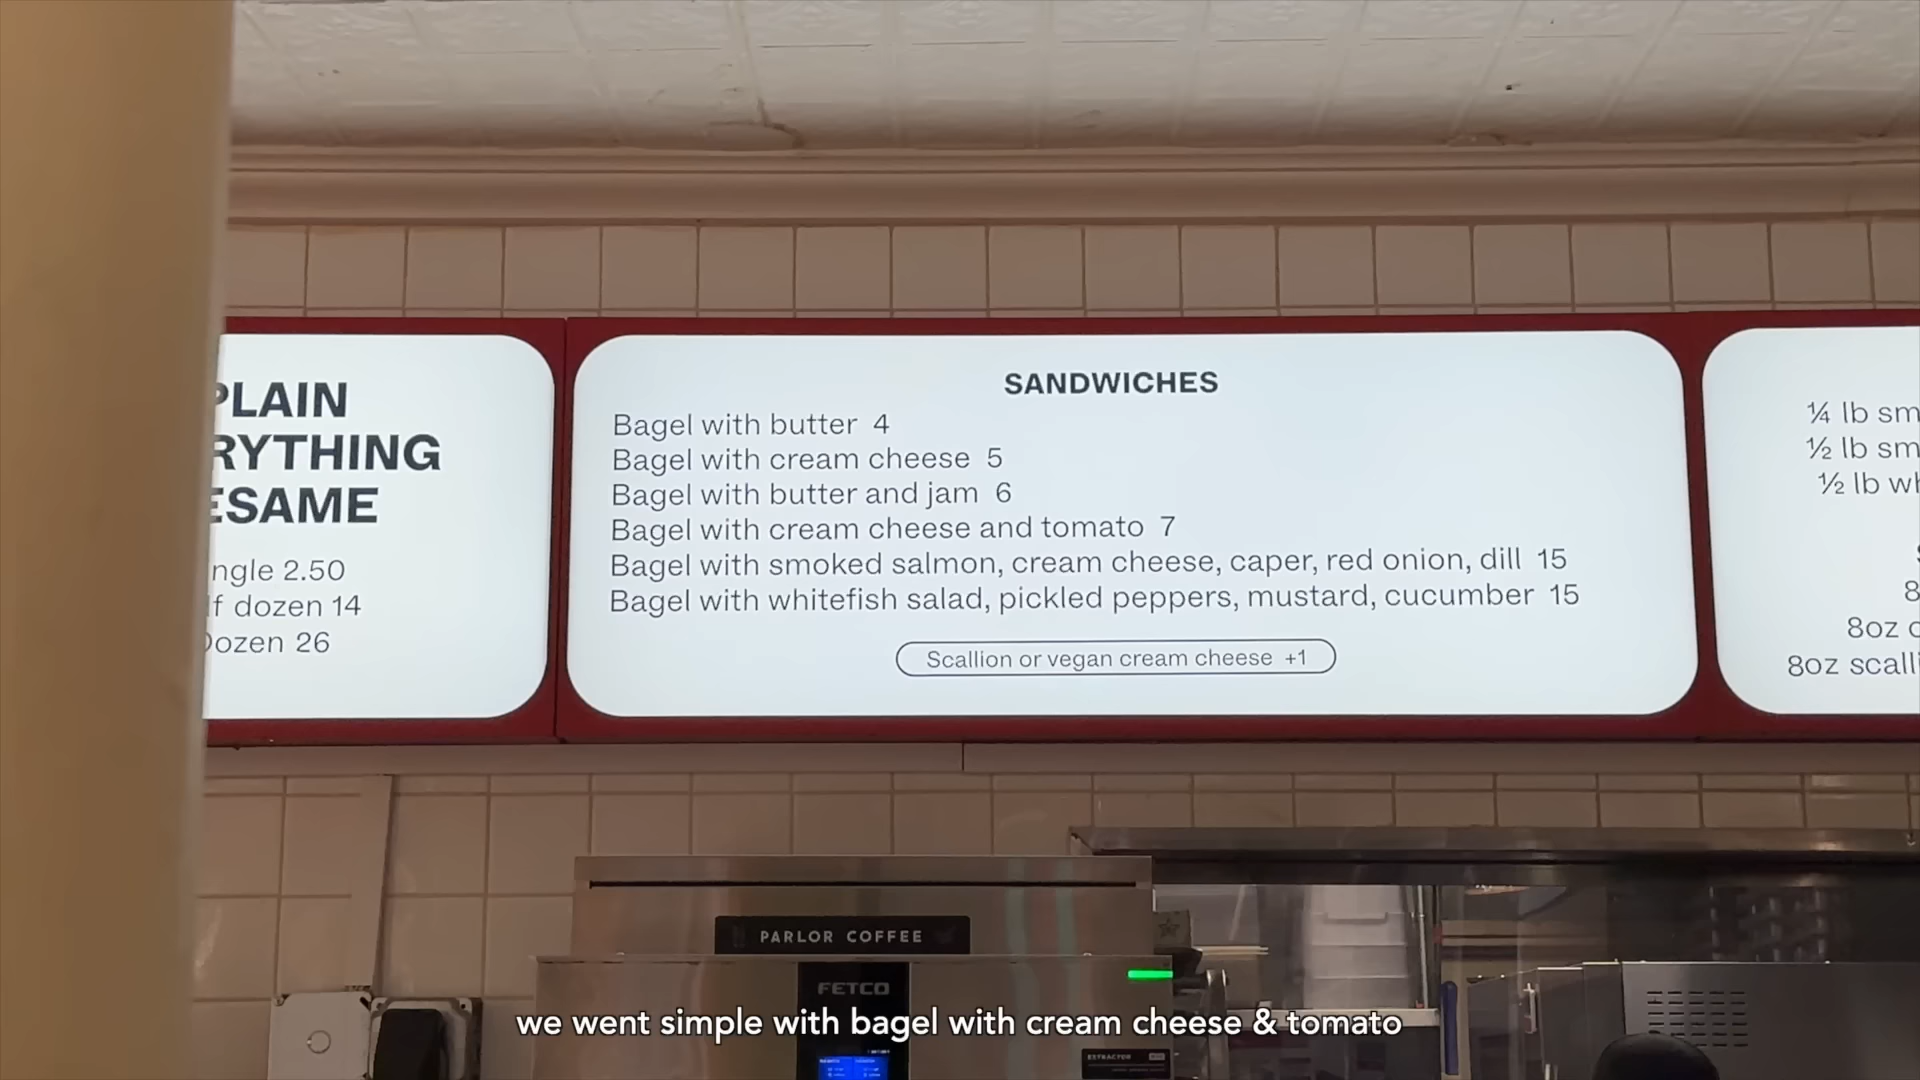 PLAIN
RYTHING
ESAME
ngle 2.50
lf dozen 14
Dozen 26
SANDWICHES
Bagel with butter 4
Bagel with cream cheese 5
Bagel with butter and jam 6
Bagel with cream cheese and tomato 7
Bagel with smoked salmon, cream cheese, caper, red onion, dill 15
Bagel with whitefish salad, pickled peppers, mustard, cucumber 15
Scallion or vegan cream cheese +1
¼ lb sm
½ lb sm
½ lb wh
8
8oz c
8oz scalli
PARLOR COFFEE
FETCO
EXTRACTOR
we went simple with bagel with cream cheese & tomato